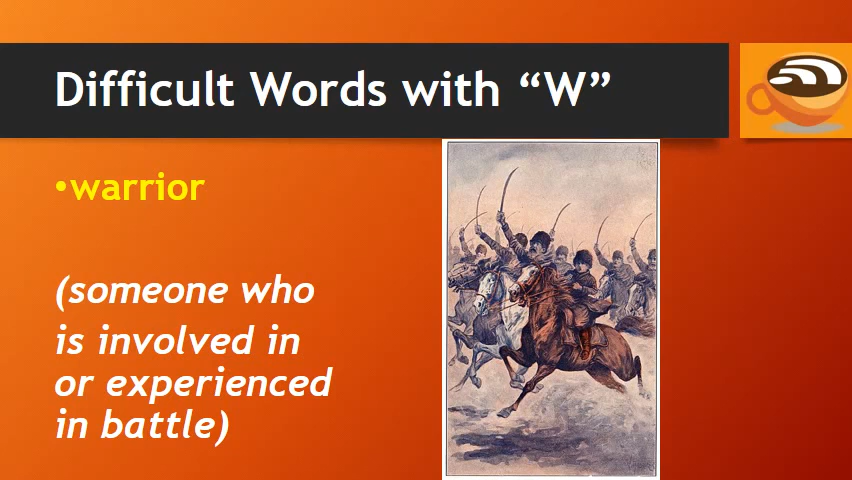 Difficult Words with “W”
•warrior
(someone who
is involved in
or experienced
in battle)